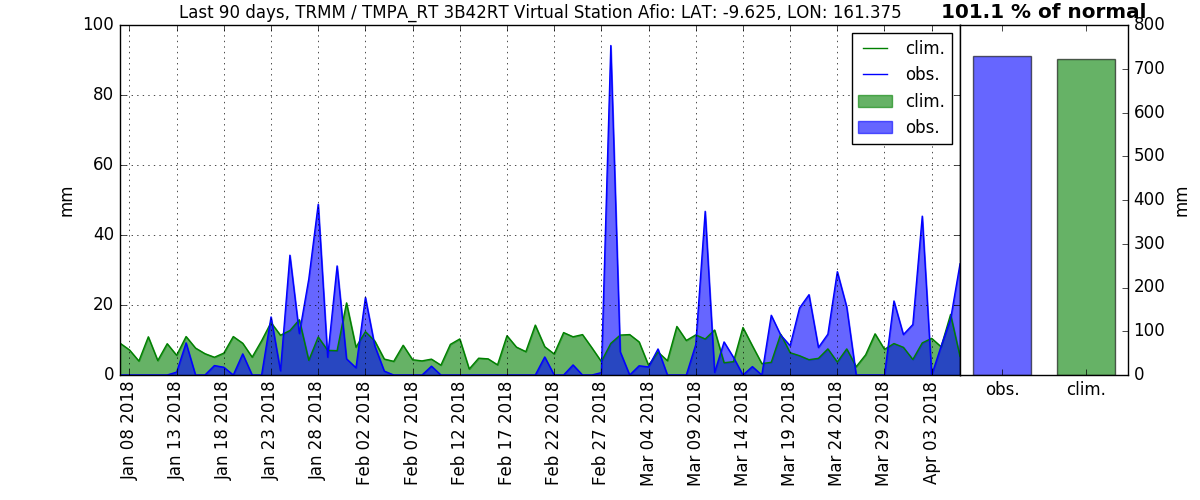 Last 90 days, TRMM / TMPA_RT 3B42RT Virtual Station Afio: LAT: -9.625, LON: 161.375
101.1 % of normal
100
80
60
40
20
0
mm
clim.
obs.
clim.
obs.
800
700
600
500
400
300
200
100
0
mm
Jan 08 2018
Jan 13 2018
Jan 18 2018
Jan 23 2018
Jan 28 2018
Feb 02 2018
Feb 07 2018
Feb 12 2018
Feb 17 2018
Feb 22 2018
Feb 27 2018
Mar 04 2018
Mar 09 2018
Mar 14 2018
Mar 19 2018
Mar 24 2018
Mar 29 2018
Apr 03 2018
obs.
clim.